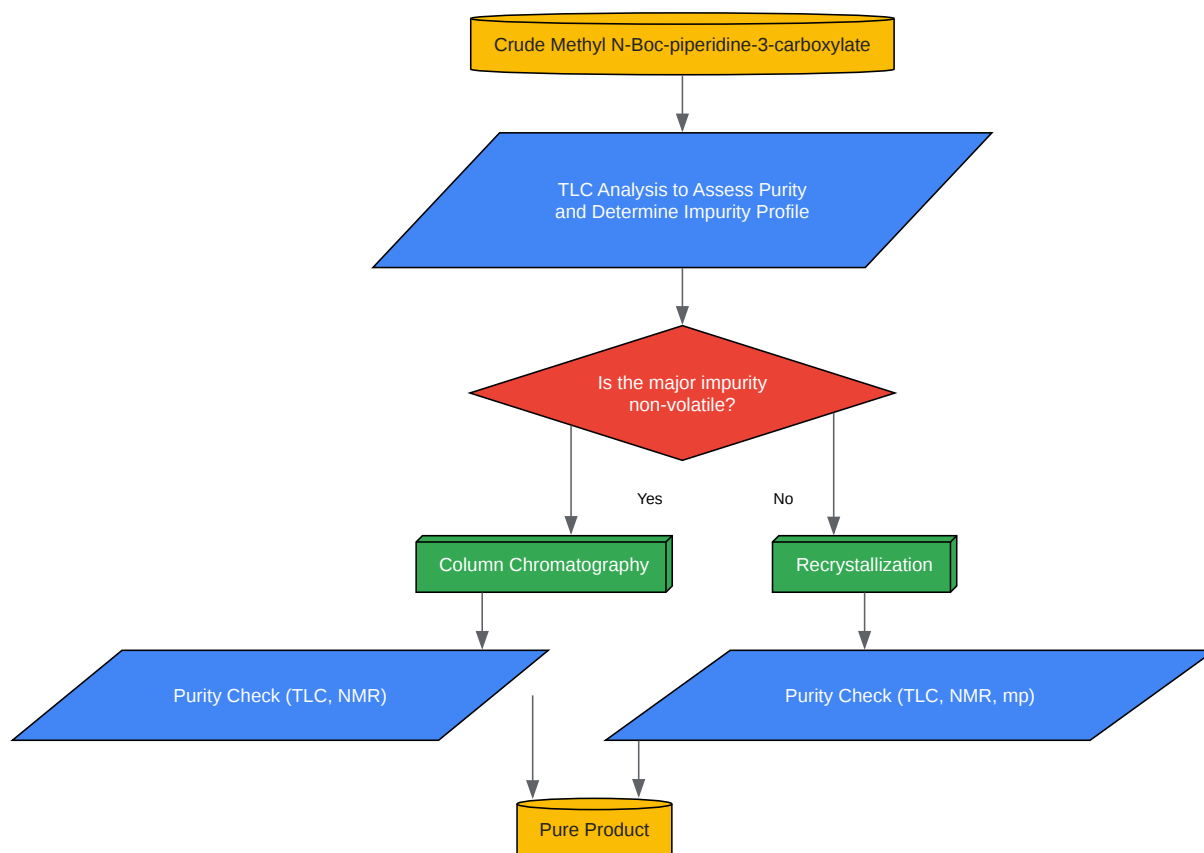 Crude Methyl N-Boc-piperidine-3-carboxylate
TLC Analysis to Assess Purity
and Determine Impurity Profile
Is the major impurity
non-volatile?
Yes
No
Column Chromatography
Recrystallization
Purity Check (TLC, NMR)
Purity Check (TLC, NMR, mp)
Pure Product